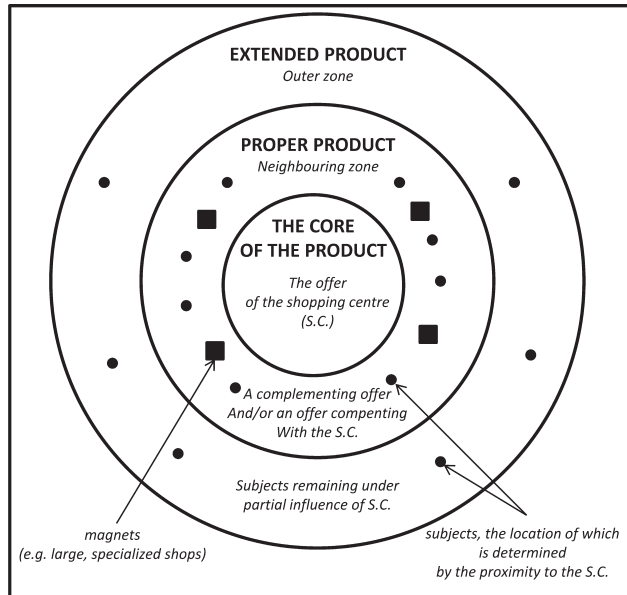 EXTENDED PRODUCT
Outer zone
PROPER PRODUCT
Neighbouring zone
THE CORE
OF THE PRODUCT
The offer
of the shopping centre
(S.C.)
A complementing offer
And/or an offer compenting
With the S.C.
Subjects remaining under
partial influence of S.C.
magnets
(e.g. large, specialized shops)
subjects, the location of which
is determined
by the proximity to the S.C.